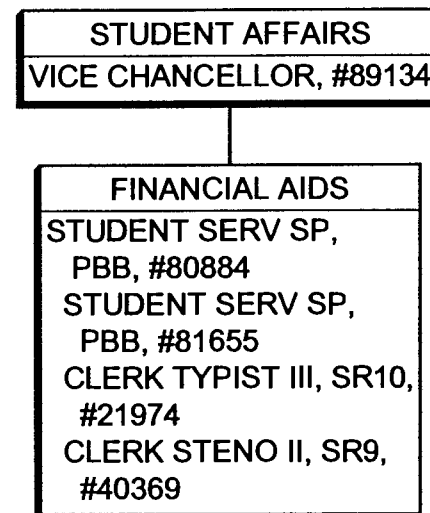 STUDENT AFFAIRS
VICE CHANCELLOR, #89134
FINANCIAL AIDS
STUDENT SERV SP,
PBB, #80884
STUDENT SERV SP,
PBB, #81655
CLERK TYPIST III, SR10,
#21974
CLERK STENO II, SR9,
#40369